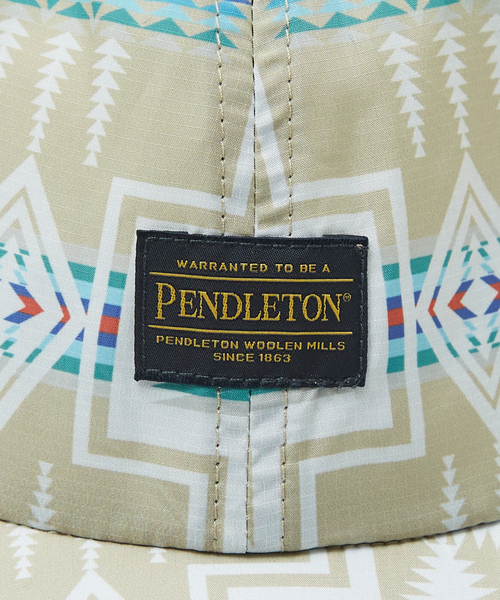 WARRANTED TO BE A
PENDLETON®
PENDLETON WOOLEN MILLS
SINCE 1863